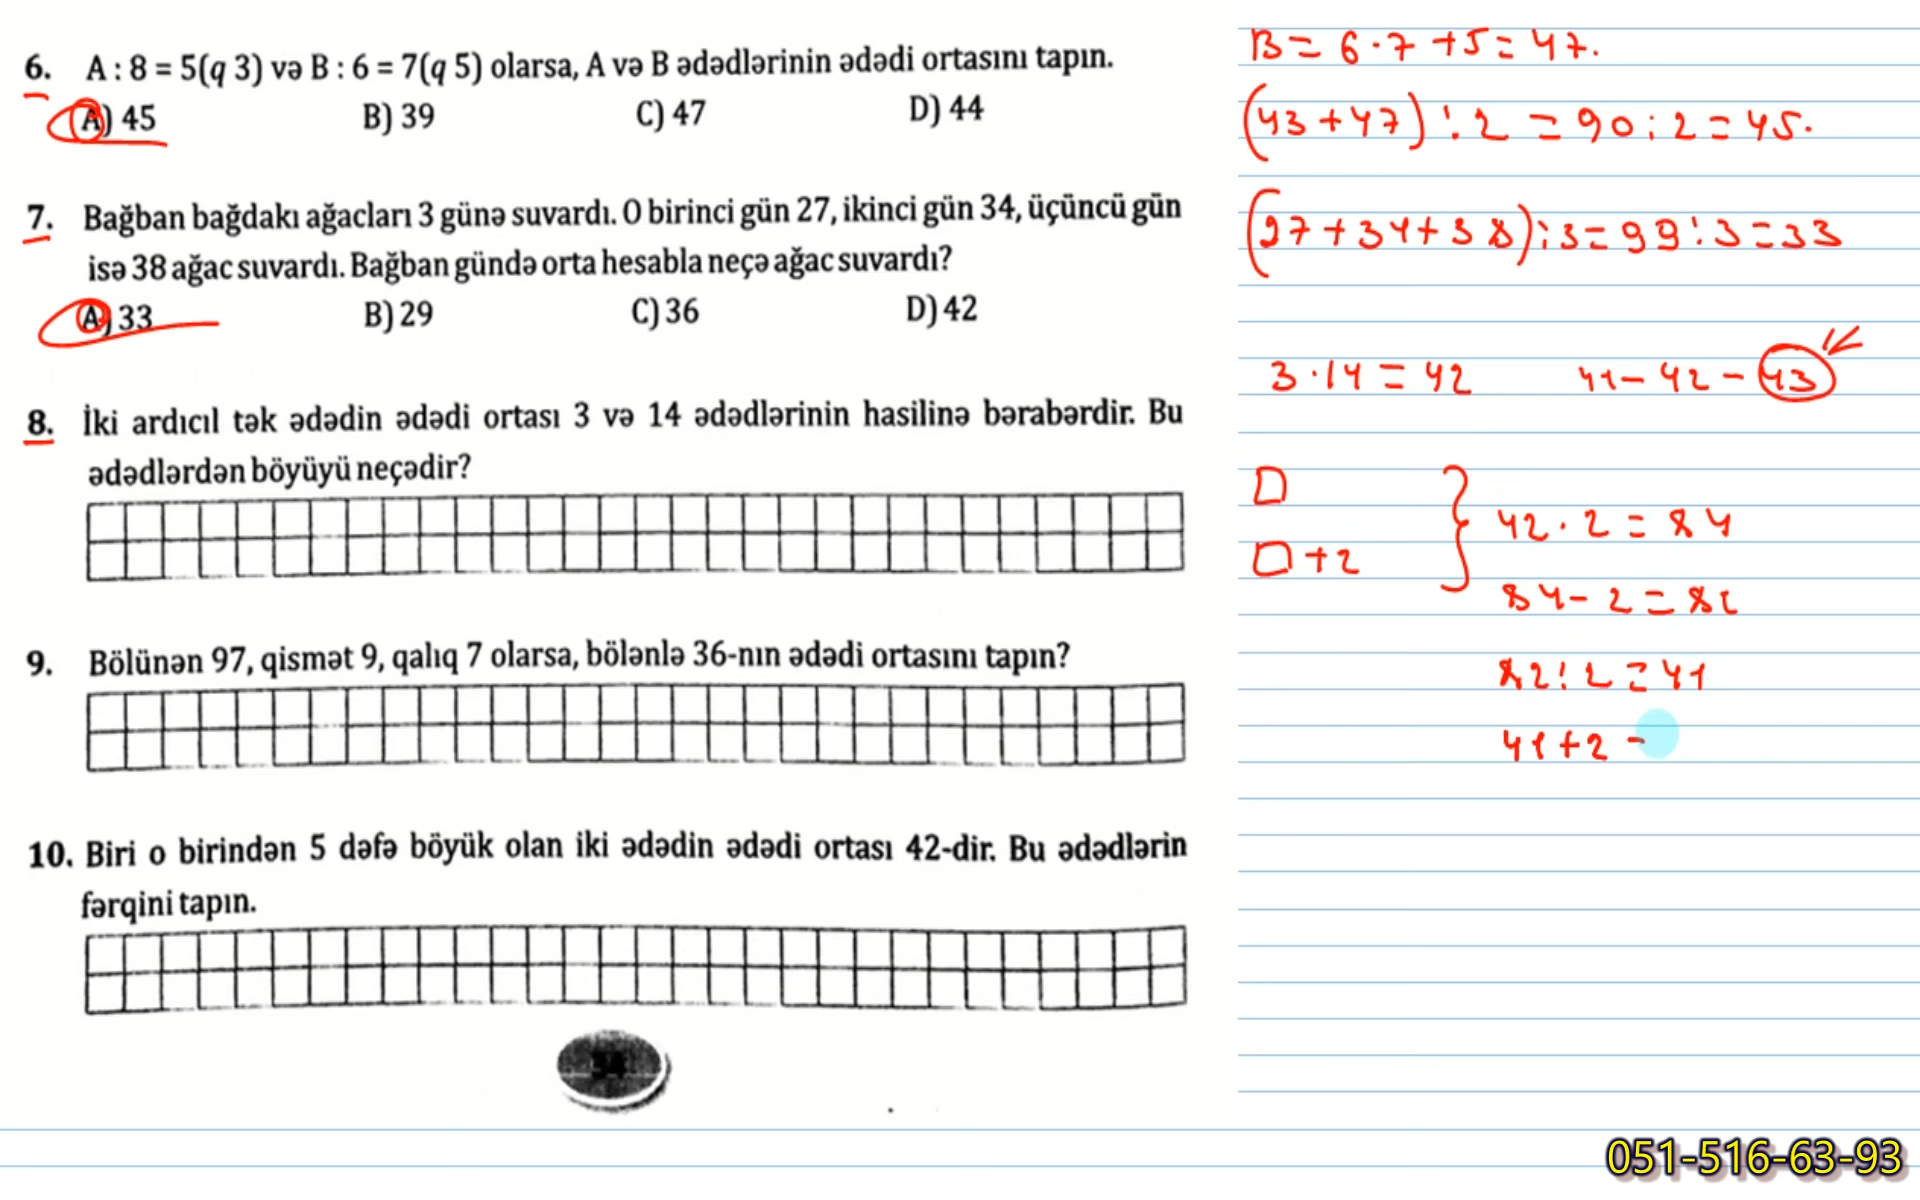 6. A : 8 = 5(q 3) və B : 6 = 7(q 5) olarsa, A və B ədədlərinin ədədi ortasını tapın.
A) 45 B) 39 C) 47 D) 44
7. Bağban bağdakı ağacları 3 günə suvardı. O birinci gün 27, ikinci gün 34, üçüncü gün
isə 38 ağac suvardı. Bağban gündə orta hesabla neçə ağac suvardı?
A) 33 B) 29 C) 36 D) 42
8. İki ardıcıl tək ədədin ədədi ortası 3 və 14 ədədlərinin hasilinə bərabərdir. Bu
ədədlərdən böyüyü neçədir?
9. Bölünən 97, qismət 9, qalıq 7 olarsa, bölənlə 36-nın ədədi ortasını tapın?
10. Biri o birindən 5 dəfə böyük olan iki ədədin ədədi ortası 42-dir. Bu ədədlərin
fərqini tapın.
B = 6 · 7 + 5 = 47.
(43 + 47) : 2 = 90 : 2 = 45.
(27 + 34 + 38) : 3 = 99 : 3 = 33
3 · 14 = 42 41 - 42 - 43
□
□ + 2
42 · 2 = 84
84 - 2 = 82
82 : 2 = 41
41 + 2 -
051-516-63-93